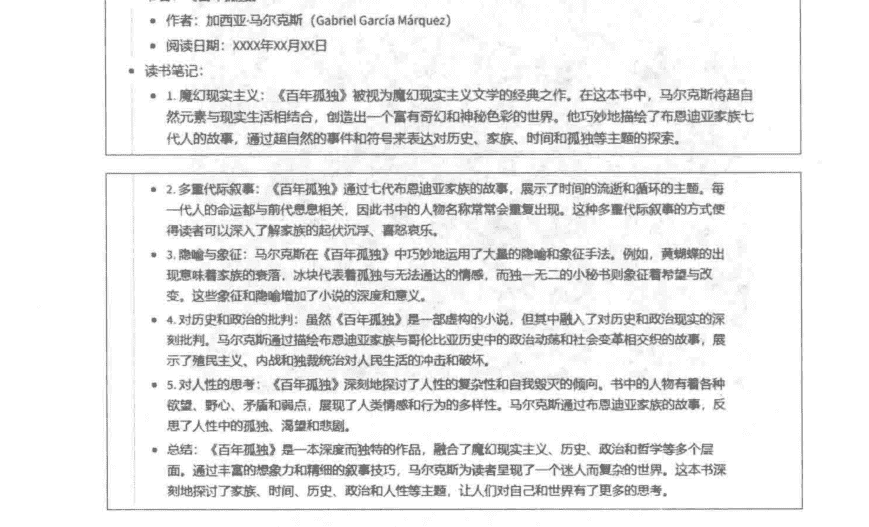 作者：加西亚·马尔克斯（Gabriel García Márquez）
阅读日期：XXXX年XX月XX日
读书笔记：
1. 魔幻现实主义：《百年孤独》被视为魔幻现实主义文学的经典之作。在这本书中，马尔克斯将超自
然元素与现实生活相结合，创造出一个富有奇幻和神秘色彩的世界。他巧妙地描绘了布恩迪亚家族七
代人的故事，通过超自然的事件和符号来表达对历史、家族、时间和孤独等主题的探索。
2. 多重代际叙事：《百年孤独》通过七代布恩迪亚家族的故事，展示了时间的流逝和循环的主题。每
一代人的命运都与前代息息相关，因此书中的人物名称常常会重复出现。这种多重代际叙事的方式使
得读者可以深入了解家族的起伏沉浮、喜怒哀乐。
3. 隐喻与象征：马尔克斯在《百年孤独》中巧妙地运用了大量的隐喻和象征手法。例如，黄蝴蝶的出
现意味着家族的衰落，冰块代表着孤独与无法通达的情感，而独一无二的小秘书则象征着希望与改
变。这些象征和隐喻增加了小说的深度和意义。
4. 对历史和政治的批判：虽然《百年孤独》是一部虚构的小说，但其中融入了对历史和政治现实的深
刻批判。马尔克斯通过描绘布恩迪亚家族与哥伦比亚历史中的政治动荡和社会变革相交织的故事，展
示了殖民主义、内战和独裁统治对人民生活的冲击和破坏。
5. 对人性的思考：《百年孤独》深刻地探讨了人性的复杂性和自我毁灭的倾向。书中的人物有着各种
欲望、野心、矛盾和弱点，展现了人类情感和行为的多样性。马尔克斯通过布恩迪亚家族的故事，反
思了人性中的孤独、渴望和悲剧。
总结：《百年孤独》是一本深度而独特的作品，融合了魔幻现实主义、历史、政治和哲学等多个层
面。通过丰富的想象力和精细的叙事技巧，马尔克斯为读者呈现了一个迷人而复杂的世界。这本书深
刻地探讨了家族、时间、历史、政治和人性等主题，让人们对自己和世界有了更多的思考。